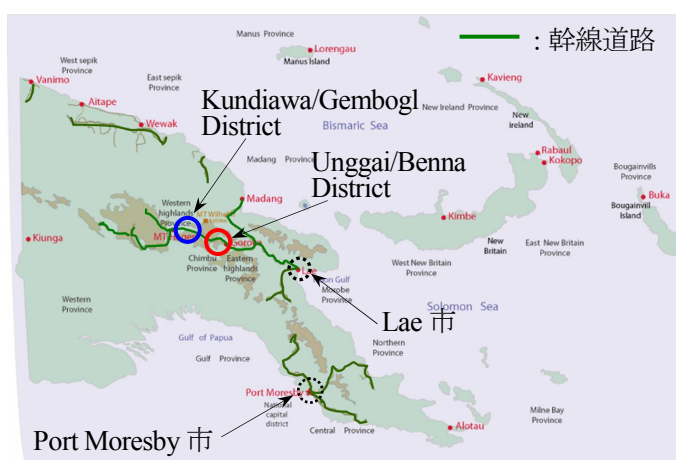 Manus Province
Lorengau
Manus Island
: 幹線道路
West sepik
Province
Vanimo
East sepik
Province
Aitape
Wewak
Kavieng
New Ireland Province
New
Ireland
Kundiawa/Gembogl
District
Bismaric Sea
Madang Province
Unggai/Benna
District
Rabaul
Kokopo
Bougainvills
Province
Buka
Bougainvill
Island
Western
highlands
Province
Madang
Kimbe
Kiunga
Chimbu
Province
Eastern
highlands
Province
Lae
Morobe
Province
New
Britain
East New Britain
Province
West New Britain
Province
Western
Province
Solomon Sea
Lae 市
Gulf of Papua
Gulf Province
Northern
Province
Port Moresby
National
capital
district
Central Province
Alotau
Milne Bay
Province
Port Moresby 市